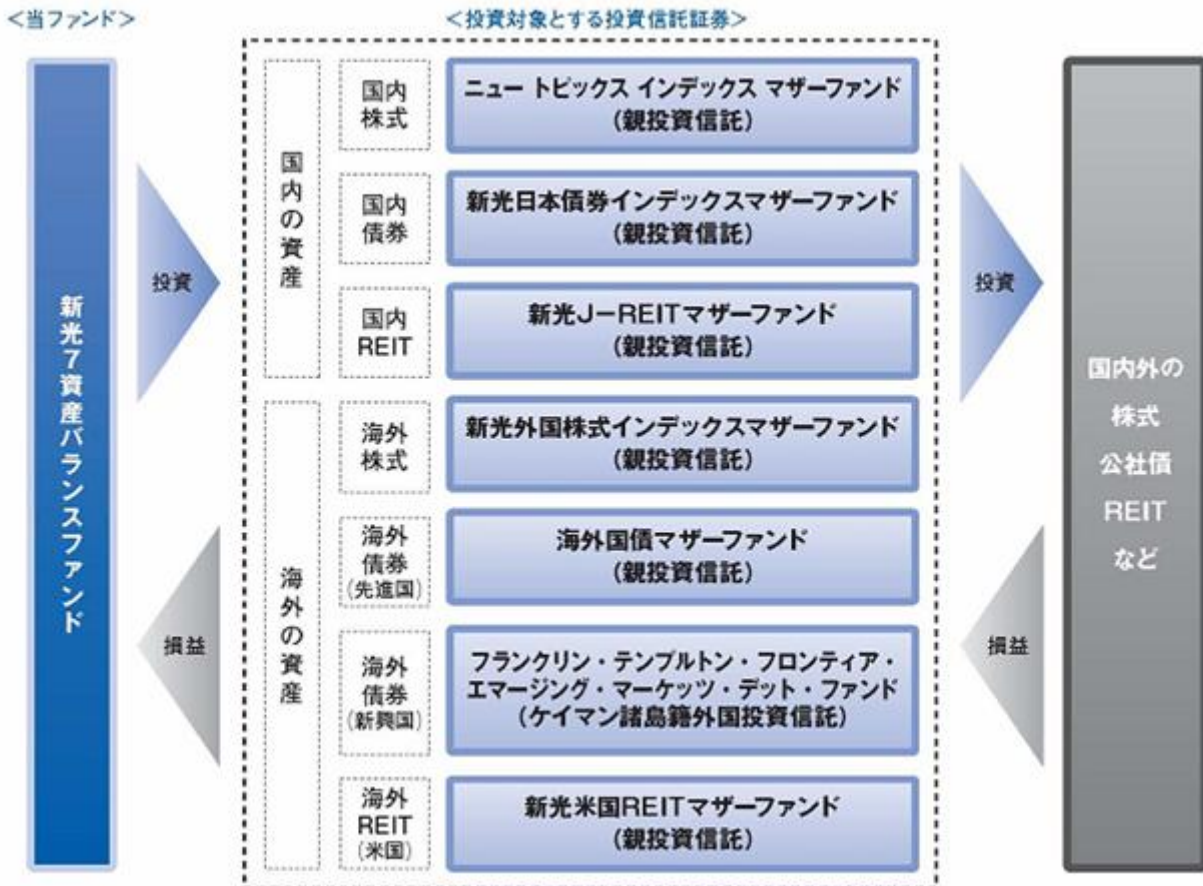 <当ファンド>
<投資対象とする投資信託証券>
新光7資産バランスファンド
投資
損益
国内の資産
国内
株式
ニュー トピックス インデックス マザーファンド
(親投資信託)
国内
債券
新光日本債券インデックスマザーファンド
(親投資信託)
国内
REIT
新光J-REITマザーファンド
(親投資信託)
海外の資産
海外
株式
新光外国株式インデックスマザーファンド
(親投資信託)
海外
債券
(先進国)
海外国債マザーファンド
(親投資信託)
海外
債券
(新興国)
フランクリン・テンプルトン・フロンティア・
エマージング・マーケッツ・デット・ファンド
(ケイマン諸島籍外国投資信託)
海外
REIT
(米国)
新光米国REITマザーファンド
(親投資信託)
投資
損益
国内外の
株式
公社債
REIT
など